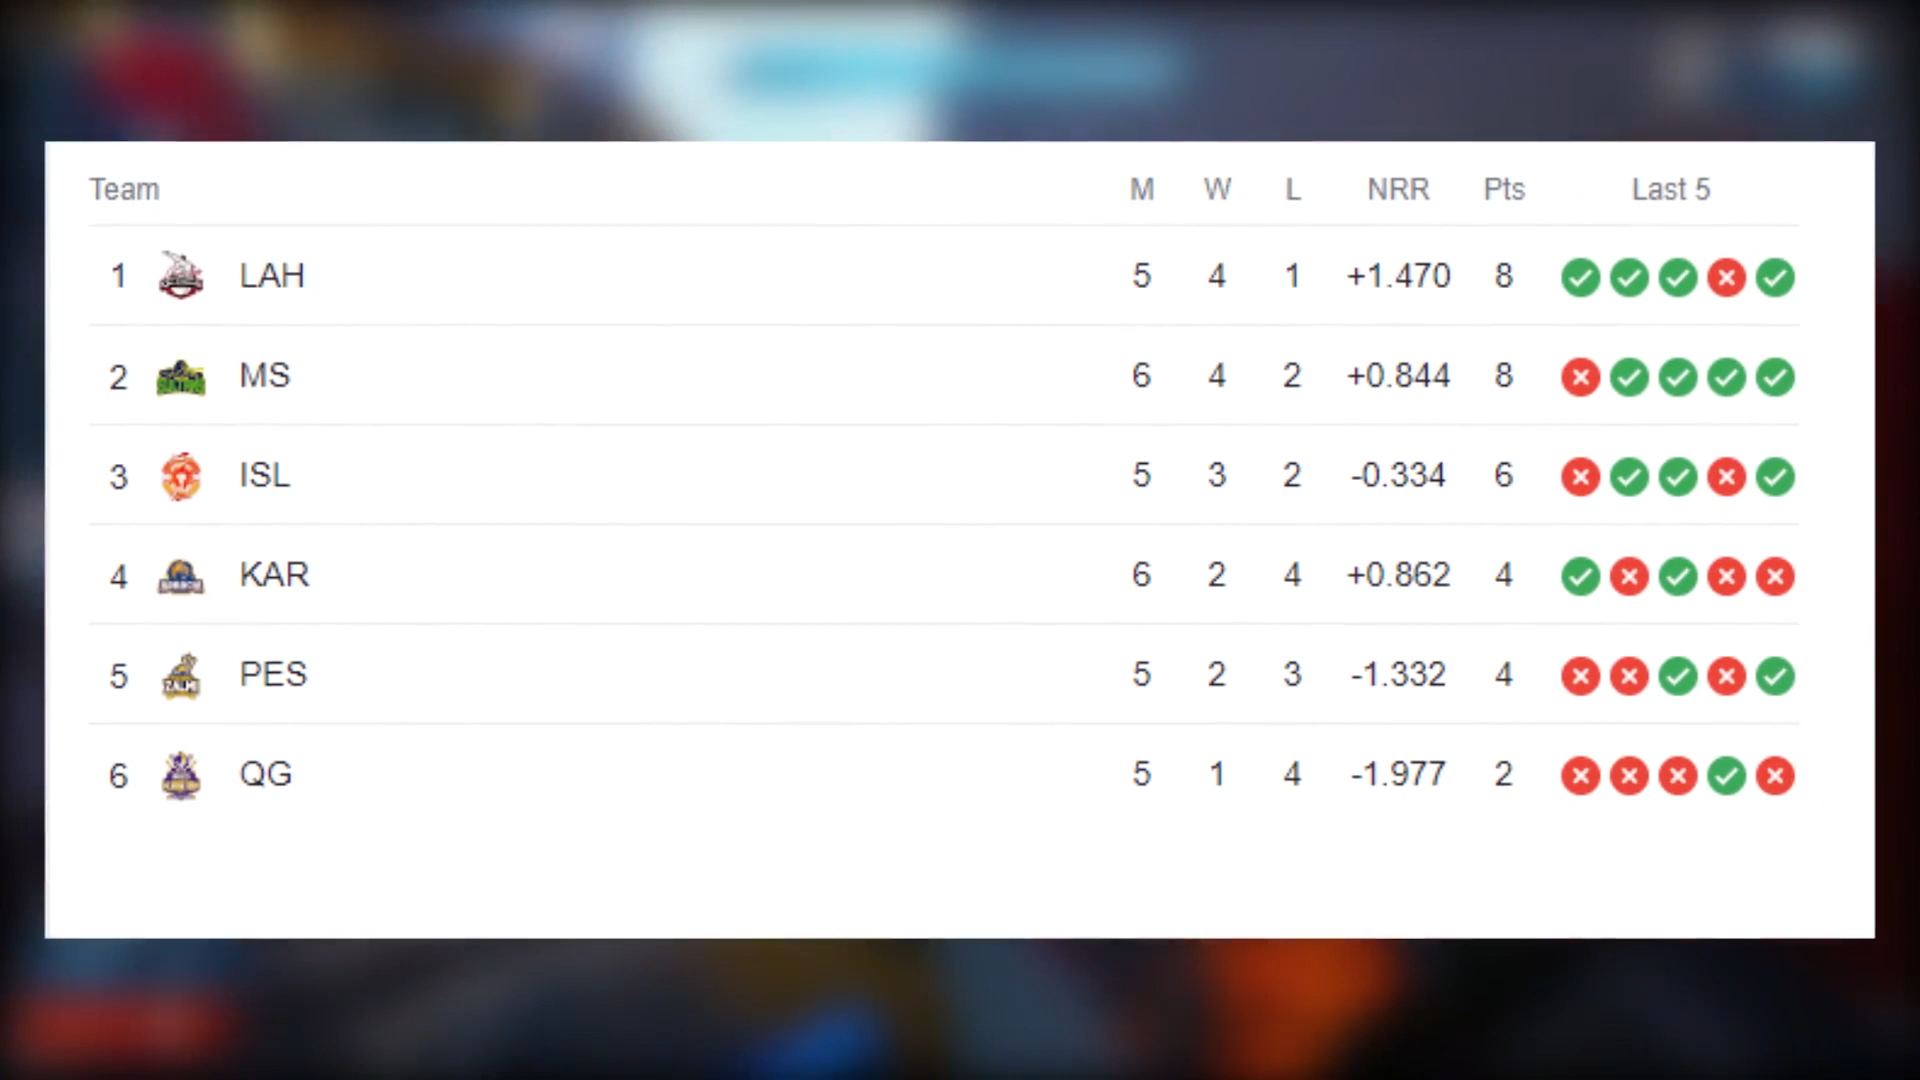 Team M W L NRR Pts Last 5
1 LAH 5 4 1 +1.470 8
2 MS 6 4 2 +0.844 8
3 ISL 5 3 2 -0.334 6
4 KAR 6 2 4 +0.862 4
5 ZALMI PES 5 2 3 -1.332 4
6 QG 5 1 4 -1.977 2